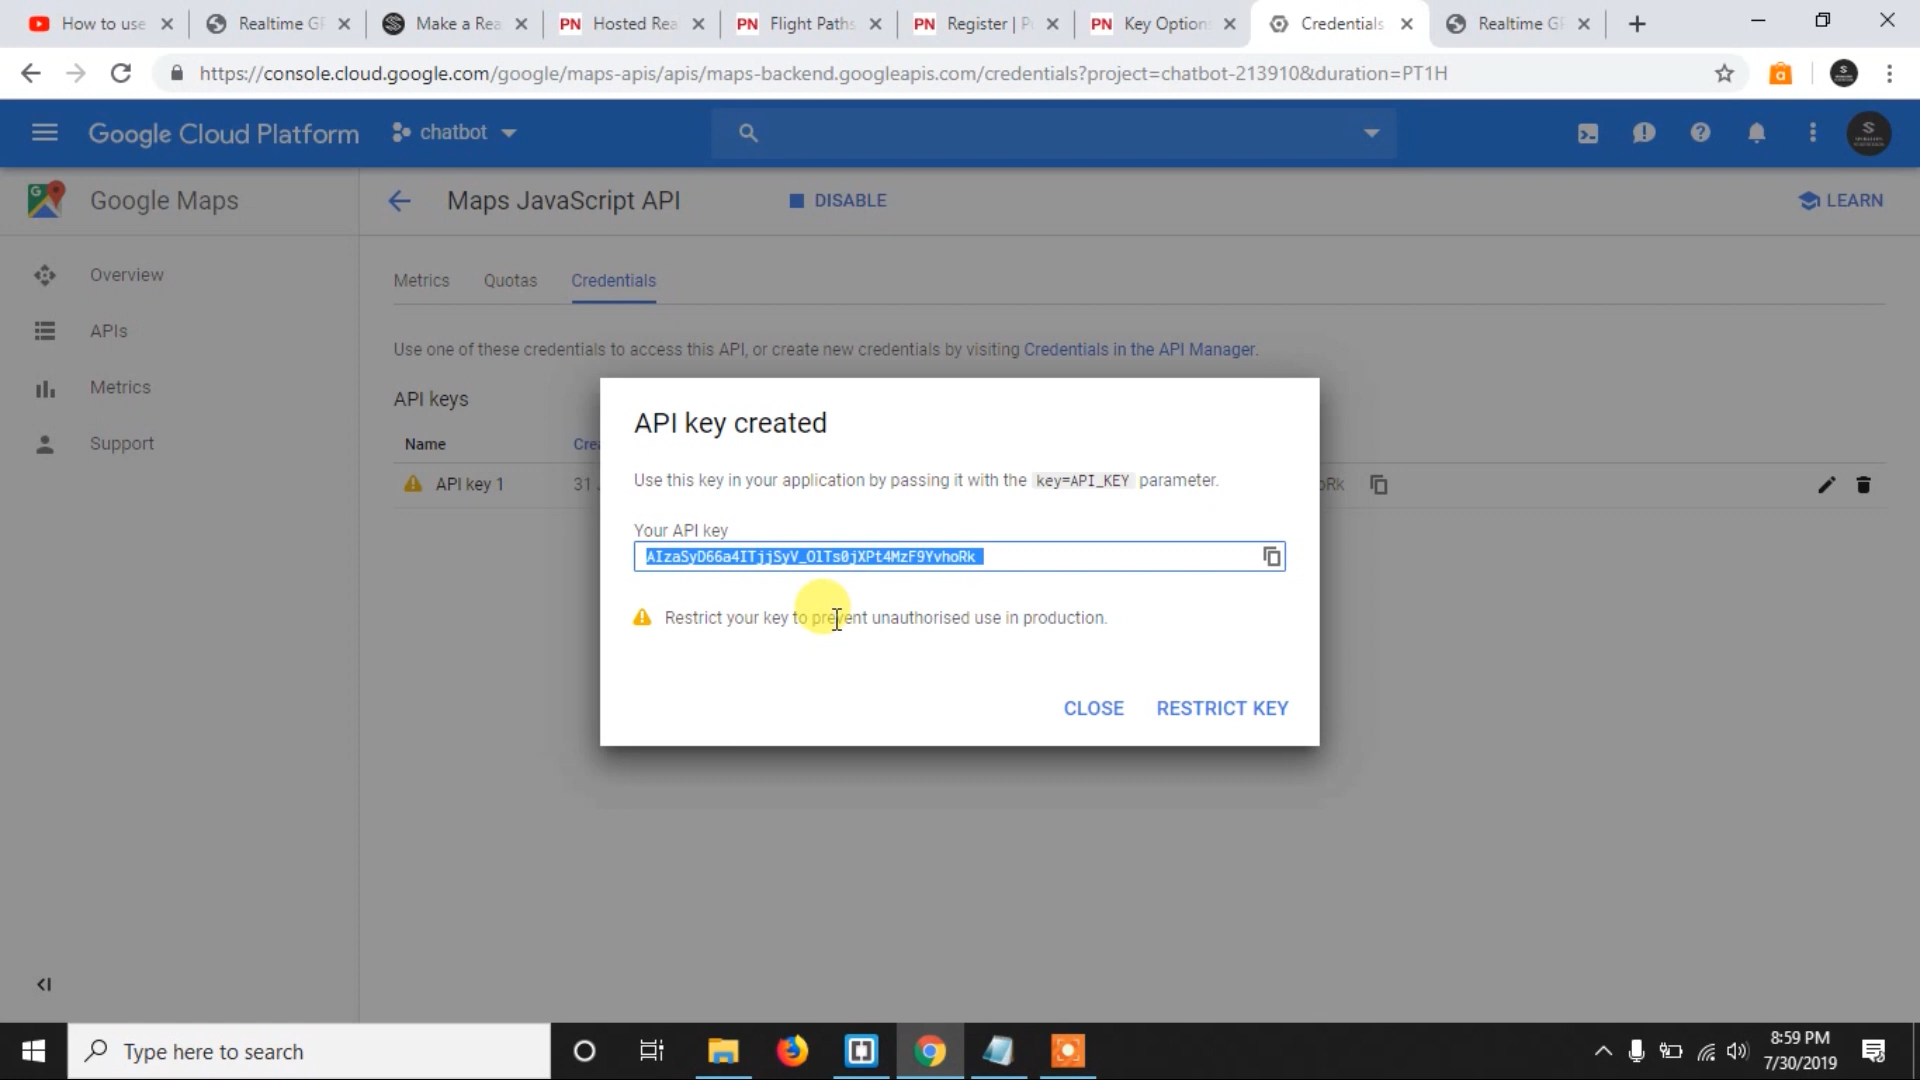 How to use
Realtime GP
Make a Rea
PN Hosted Rea
PN Flight Paths
PN Register | P
PN Key Option
Credentials
Realtime GP
https://console.cloud.google.com/google/maps-apis/apis/maps-backend.googleapis.com/credentials?project=chatbot-213910&duration=PT1H
Google Cloud Platform
chatbot
Google Maps
Maps JavaScript API
DISABLE
LEARN
Overview
APIs
Metrics
Support
Metrics
Quotas
Credentials
Use one of these credentials to access this API, or create new credentials by visiting Credentials in the API Manager.
API keys
Name
Crea
API key 1
31
oRk
API key created
Use this key in your application by passing it with the key=API_KEY parameter.
Your API key
AIzaSyD66a4ITjjSyV_OlTs0jXPt4MzF9YvhoRk
Restrict your key to prevent unauthorised use in production.
CLOSE
RESTRICT KEY
Type here to search
8:59 PM
7/30/2019